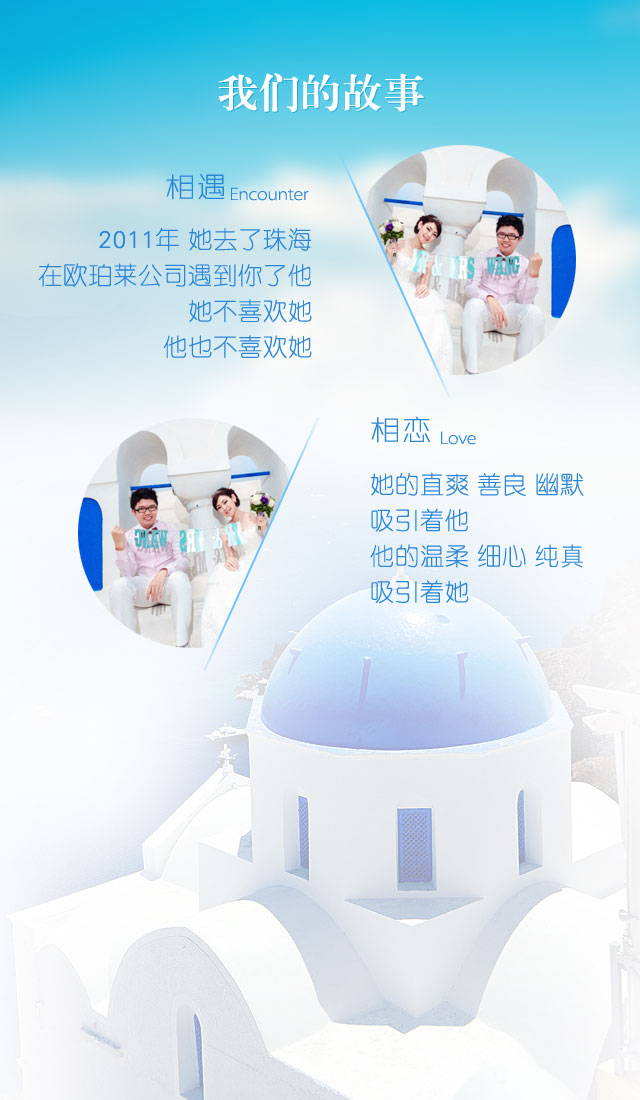 我们的故事
相遇 Encounter
2011年 她去了珠海
在欧珀莱公司遇到你了他
她不喜欢她
他也不喜欢她
WANG
相恋 Love
她的直爽 善良 幽默
吸引着他
他的温柔 细心 纯真
吸引着她